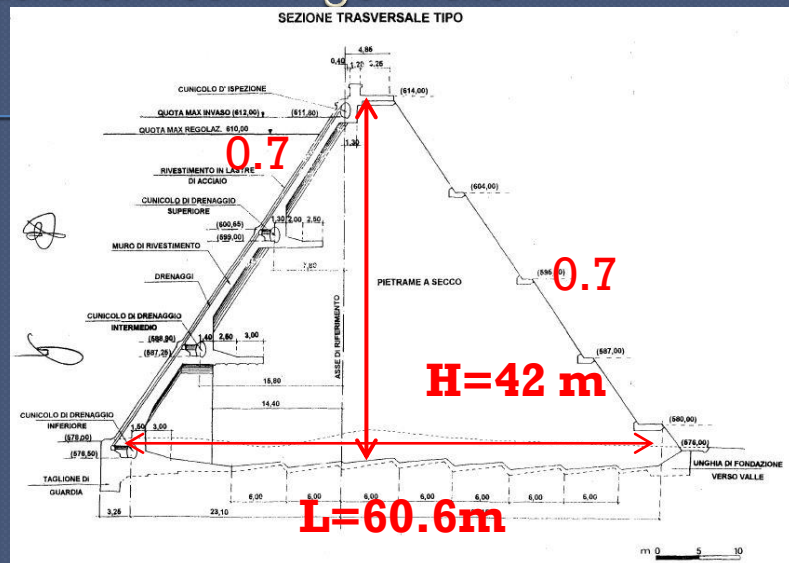 SEZIONE TRASVERSALE TIPO
4,85
0,40
CUNICOLO D' ISPEZIONE
(614,00)
QUOTA MAX INVASO (612,00)
(611,80)
QUOTA MAX REGOLAZ. 610,00
1,30
0.7
RIVESTIMENTO IN LASTRE
DI ACCIAIO
(604,00)
CUNICOLO DI DRENAGGIO
SUPERIORE
1,30 2,00 2,50
(600,65)
(599,00)
MURO DI RIVESTIMENTO
7,80
0.7
DRENAGGI
PIETRAME A SECCO
CUNICOLO DI DRENAGGIO
INTERMEDIO
ASSE DI RIFERIMENTO
1,40 2,60 3,00
(587,25)
(587,00)
15,80
H=42 m
14,40
CUNICOLO DI DRENAGGIO
INFERIORE
1,50 3,00
(580,00)
(578,00)
(576,50)
(576,00)
TAGLIONE DI
GUARDIA
UNGHIA DI FONDAZIONE
VERSO VALLE
6,00 6,00 6,00 6,00 6,00 6,00 6,00
3,25
23,10
L=60.6m
m 0 5 10